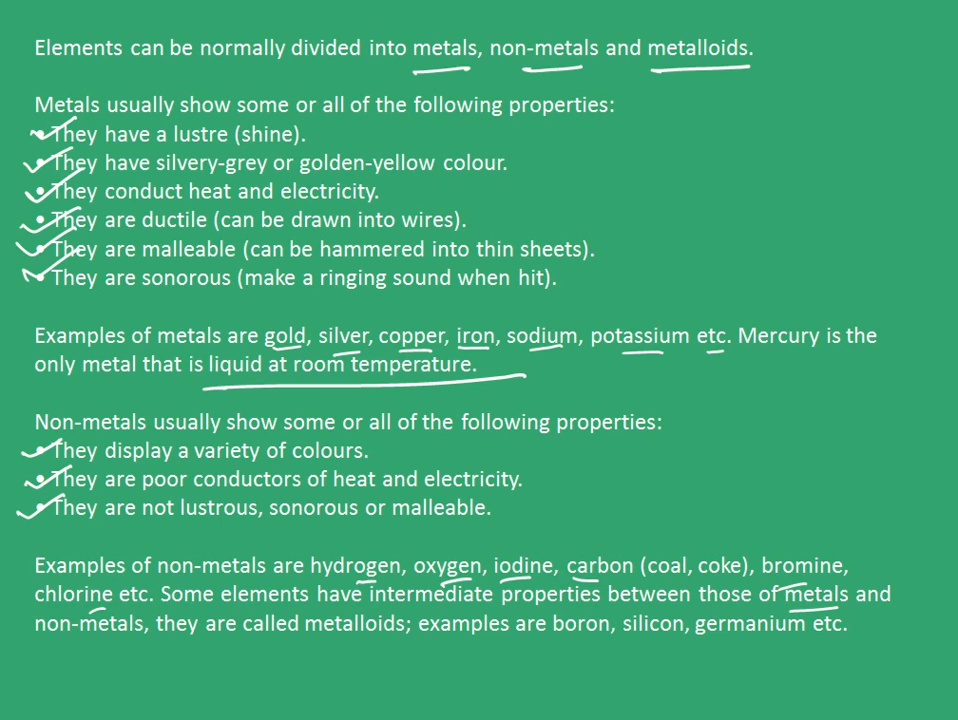 Elements can be normally divided into metals, non-metals and metalloids.
Metals usually show some or all of the following properties:
• They have a lustre (shine).
• They have silvery-grey or golden-yellow colour.
• They conduct heat and electricity.
• They are ductile (can be drawn into wires).
• They are malleable (can be hammered into thin sheets).
• They are sonorous (make a ringing sound when hit).
Examples of metals are gold, silver, copper, iron, sodium, potassium etc. Mercury is the
only metal that is liquid at room temperature.
Non-metals usually show some or all of the following properties:
• They display a variety of colours.
• They are poor conductors of heat and electricity.
• They are not lustrous, sonorous or malleable.
Examples of non-metals are hydrogen, oxygen, iodine, carbon (coal, coke), bromine,
chlorine etc. Some elements have intermediate properties between those of metals and
non-metals, they are called metalloids; examples are boron, silicon, germanium etc.